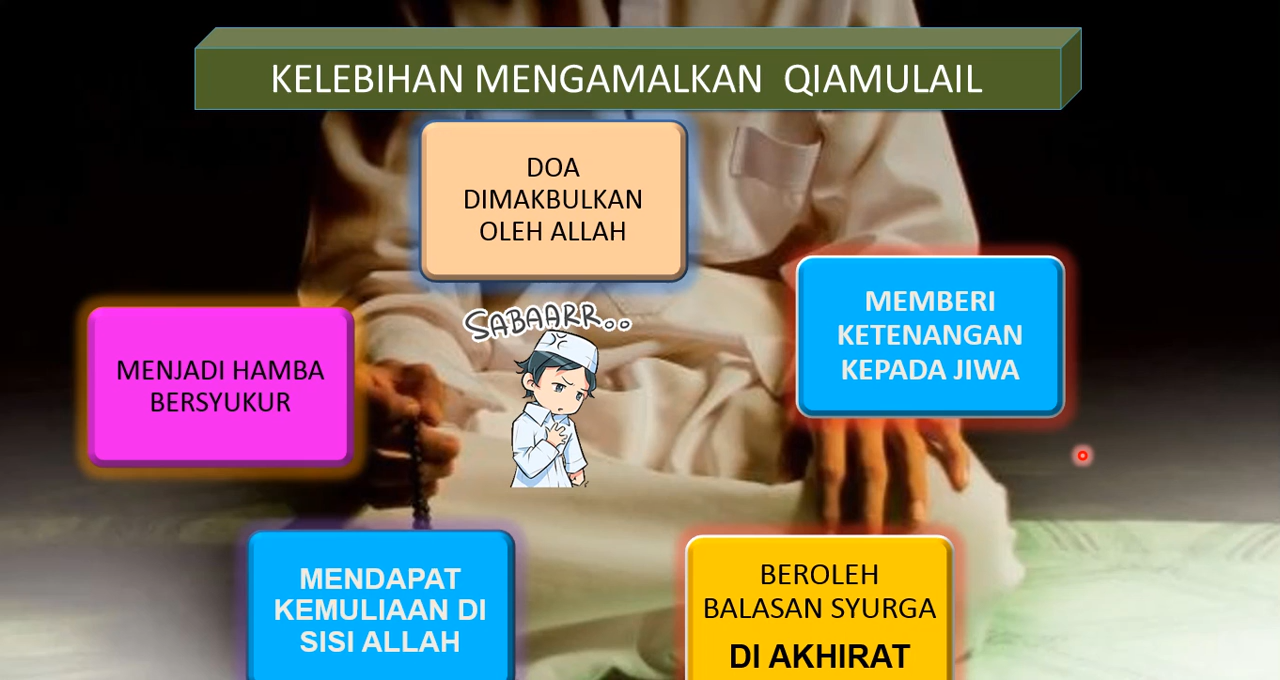 KELEBIHAN MENGAMALKAN  QIAMULAIL
DOA
DIMAKBULKAN
OLEH ALLAH
SABAARR..
MEMBERI
KETENANGAN
KEPADA JIWA
MENJADI HAMBA
BERSYUKUR
MENDAPAT
KEMULIAAN DI
SISI ALLAH
BEROLEH
BALASAN SYURGA
DI AKHIRAT